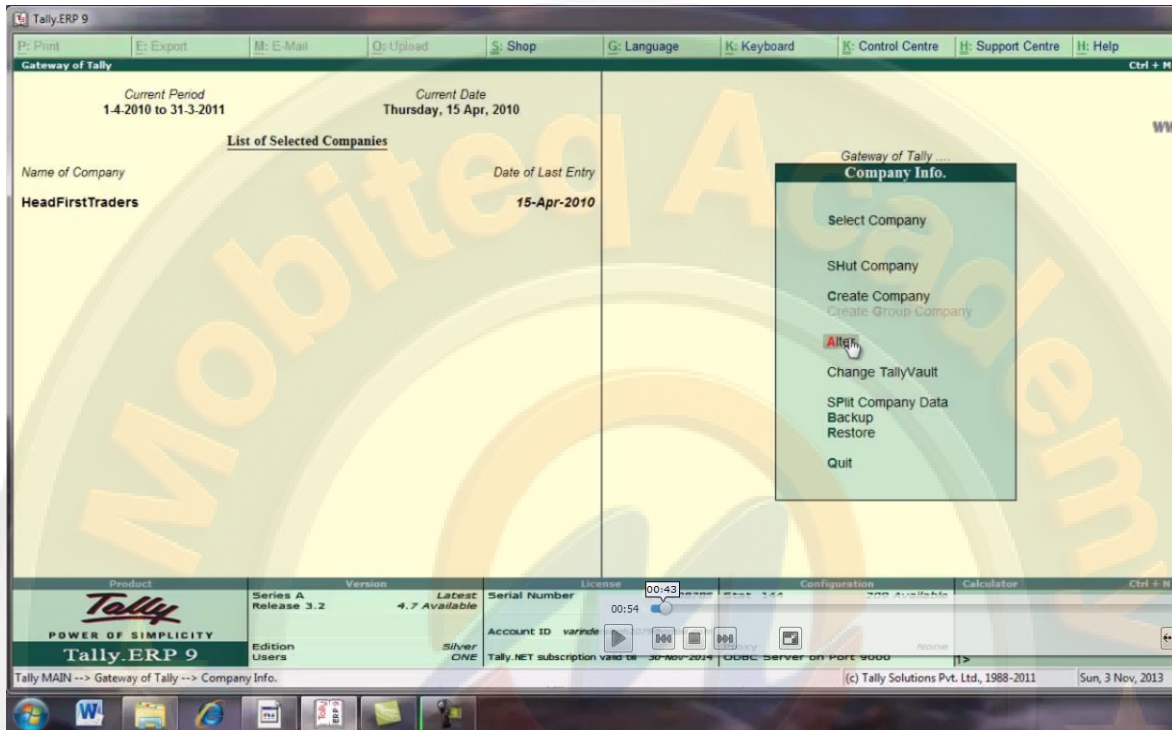 Tally.ERP 9
P: Print E: Export M: E-Mail O: Upload S: Shop G: Language K: Keyboard K: Control Centre H: Support Centre H: Help
Gateway of Tally Ctrl + M
Current Period Current Date
1-4-2010 to 31-3-2011 Thursday, 15 Apr, 2010
List of Selected Companies
Name of Company Date of Last Entry
HeadFirstTraders 15-Apr-2010
Gateway of Tally ....
Company Info.
Select Company
SHut Company
Create Company
Create Group Company
Alter
Change TallyVault
SPlit Company Data
Backup
Restore
Quit
Mobiteq Academy
Product Version License Configuration Calculator Ctrl + N
Tally
POWER OF SIMPLICITY
Tally.ERP 9
Series A Latest
Release 3.2 4.7 Available
Edition Silver
Users ONE
Serial Number
Account ID
Tally.NET subscription valid till 30-Nov-2014
00:43
00:54
None
ODBC Server on Port 9000
1>
Tally MAIN --> Gateway of Tally --> Company Info. (c) Tally Solutions Pvt. Ltd., 1988-2011 Sun, 3 Nov, 2013